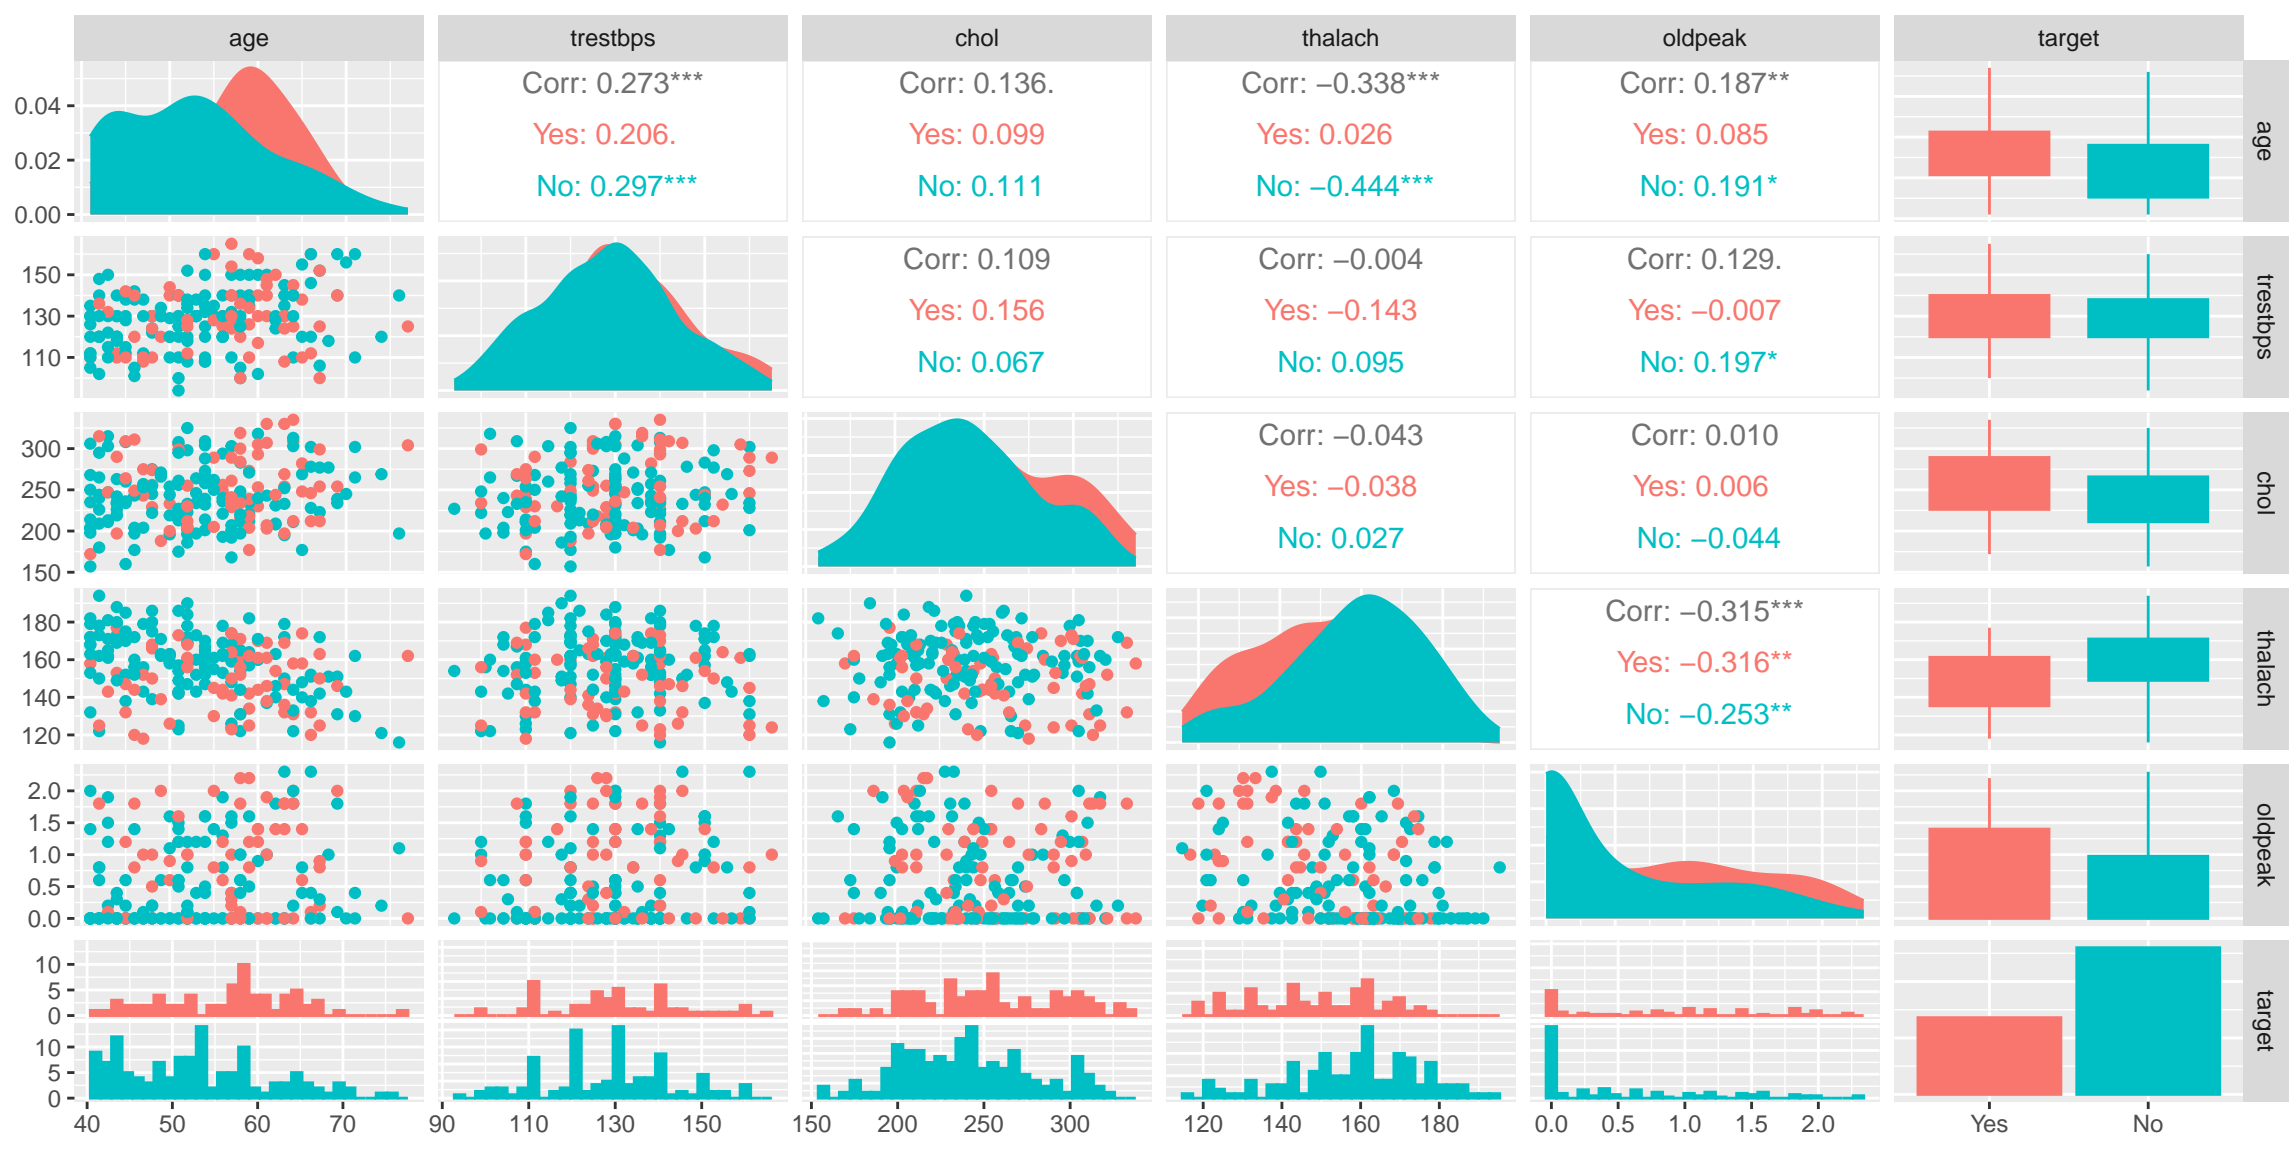 age trestbps chol thalach oldpeak target
0.04
0.02
0.00
Corr: 0.273***
Yes: 0.206.
No: 0.297***
Corr: 0.136.
Yes: 0.099
No: 0.111
Corr: −0.338***
Yes: 0.026
No: −0.444***
Corr: 0.187**
Yes: 0.085
No: 0.191*
age
150
130
110
Corr: 0.109
Yes: 0.156
No: 0.067
Corr: −0.004
Yes: −0.143
No: 0.095
Corr: 0.129.
Yes: −0.007
No: 0.197*
trestbps
300
250
200
150
Corr: −0.043
Yes: −0.038
No: 0.027
Corr: 0.010
Yes: 0.006
No: −0.044
chol
180
160
140
120
Corr: −0.315***
Yes: −0.316**
No: −0.253**
thalach
2.0
1.5
1.0
0.5
0.0
oldpeak
10
5
0
10
5
0
target
40 50 60 70 90 110 130 150 150 200 250 300 120 140 160 180 0.0 0.5 1.0 1.5 2.0 Yes No